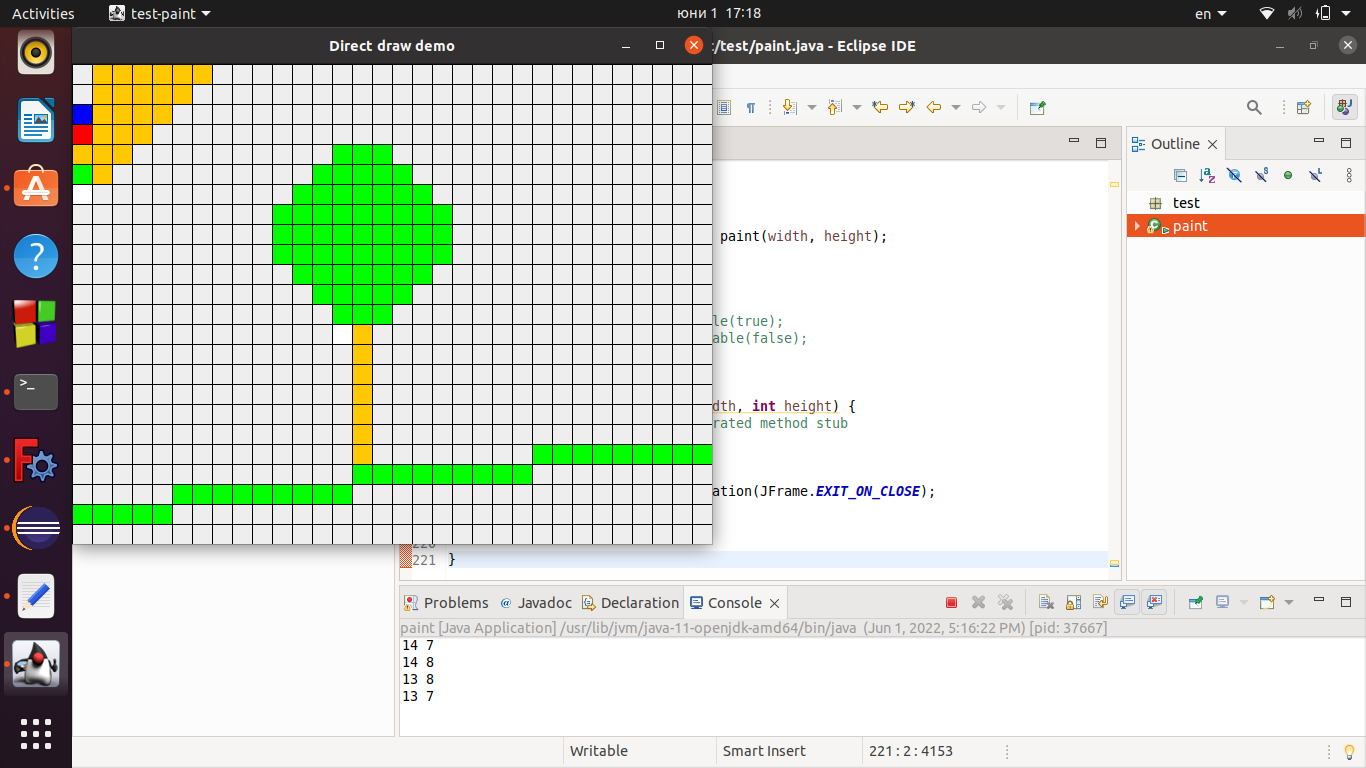 Activities
test-paint
юни 1 17:18
en
Direct draw demo
:/test/paint.java - Eclipse IDE
Outline
test
paint
paint(width, height);
le(true);
able(false);
dth, int height) {
rated method stub
ation(JFrame.EXIT_ON_CLOSE);
220
221 }
Problems
@ Javadoc
Declaration
Console
paint [Java Application] /usr/lib/jvm/java-11-openjdk-amd64/bin/java (Jun 1, 2022, 5:16:22 PM) [pid: 37667]
14 7
14 8
13 8
13 7
Writable
Smart Insert
221 : 2 : 4153